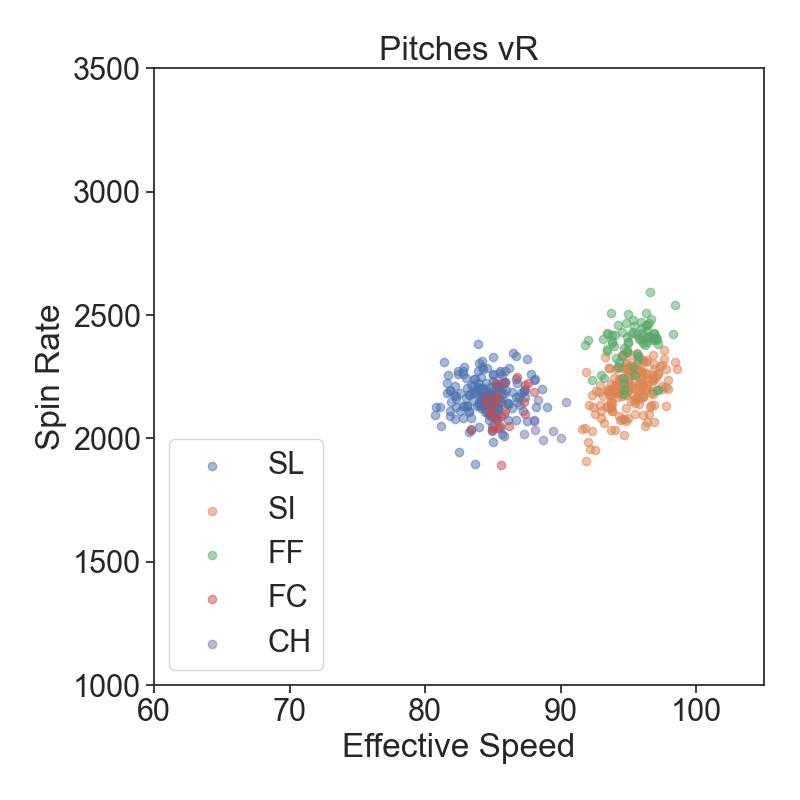 Pitches vR
3500
3000
2500
2000
1500
1000
Spin Rate
SL
SI
FF
FC
CH
60 70 80 90 100
Effective Speed